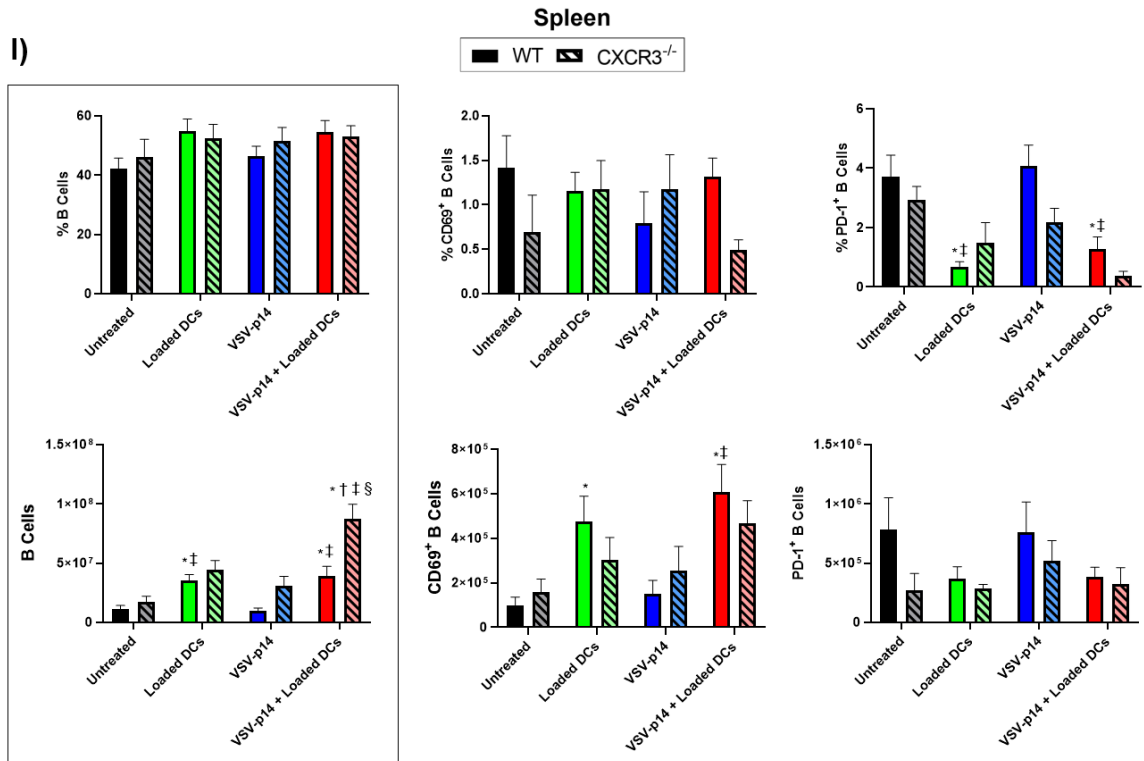 Spleen
I)
WT CXCR3-/-
60
40
20
0
% B Cells
Untreated
Loaded DCs
VSV-p14
VSV-p14 + Loaded DCs
2.0
1.5
1.0
0.5
0.0
% CD69+ B Cells
Untreated
Loaded DCs
VSV-p14
VSV-p14 + Loaded DCs
6
4
2
0
% PD-1+ B Cells
*‡
*‡
Untreated
Loaded DCs
VSV-p14
VSV-p14 + Loaded DCs
1.5×10⁸
1×10⁸
5×10⁷
0
B Cells
*‡
*‡
*†‡§
Untreated
Loaded DCs
VSV-p14
VSV-p14 + Loaded DCs
8×10⁵
6×10⁵
4×10⁵
2×10⁵
0
CD69+ B Cells
*
*‡
Untreated
Loaded DCs
VSV-p14
VSV-p14 + Loaded DCs
1.5×10⁶
1×10⁶
5×10⁵
0
PD-1+ B Cells
Untreated
Loaded DCs
VSV-p14
VSV-p14 + Loaded DCs